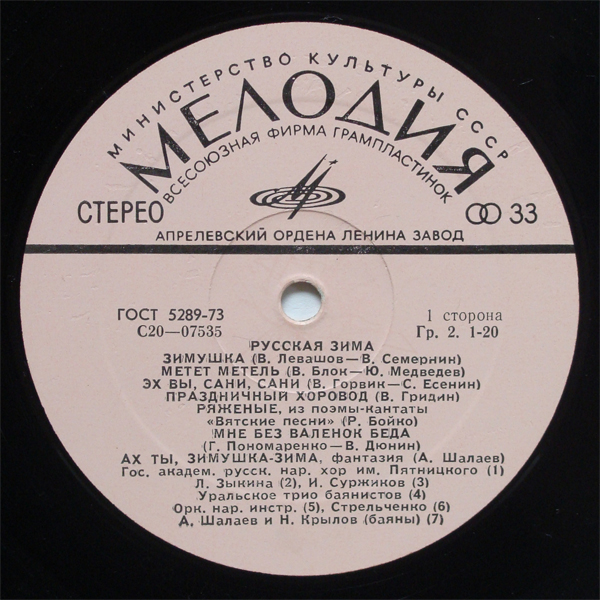 МИНИСТЕРСТВО КУЛЬТУРЫ СССР
МЕЛОДИЯ
ВСЕСОЮЗНАЯ ФИРМА ГРАМПЛАСТИНОК
СТЕРЕО
33
АПРЕЛЕВСКИЙ ОРДЕНА ЛЕНИНА ЗАВОД
ГОСТ 5289-73
С20—07535
1 сторона
Гр. 2. 1-20
РУССКАЯ ЗИМА
ЗИМУШКА (В. Левашов—В. Семернин)
МЕТЕТ МЕТЕЛЬ (В. Блок—Ю. Медведев)
ЭХ ВЫ, САНИ, САНИ (В. Горвик—С. Есенин)
ПРАЗДНИЧНЫЙ ХОРОВОД (В. Гридин)
РЯЖЕНЫЕ, из поэмы-кантаты
«Вятские песни» (Р. Бойко)
МНЕ БЕЗ ВАЛЕНОК БЕДА
(Г. Пономаренко—В. Дюнин)
АХ ТЫ, ЗИМУШКА-ЗИМА, фантазия (А. Шалаев)
Гос. академ. русск. нар. хор им. Пятницкого (1)
Л. Зыкина (2), И. Суржиков (3)
Уральское трио баянистов (4)
Орк. нар. инстр. (5), Стрельченко (6)
А. Шалаев и Н. Крылов (баяны) (7)